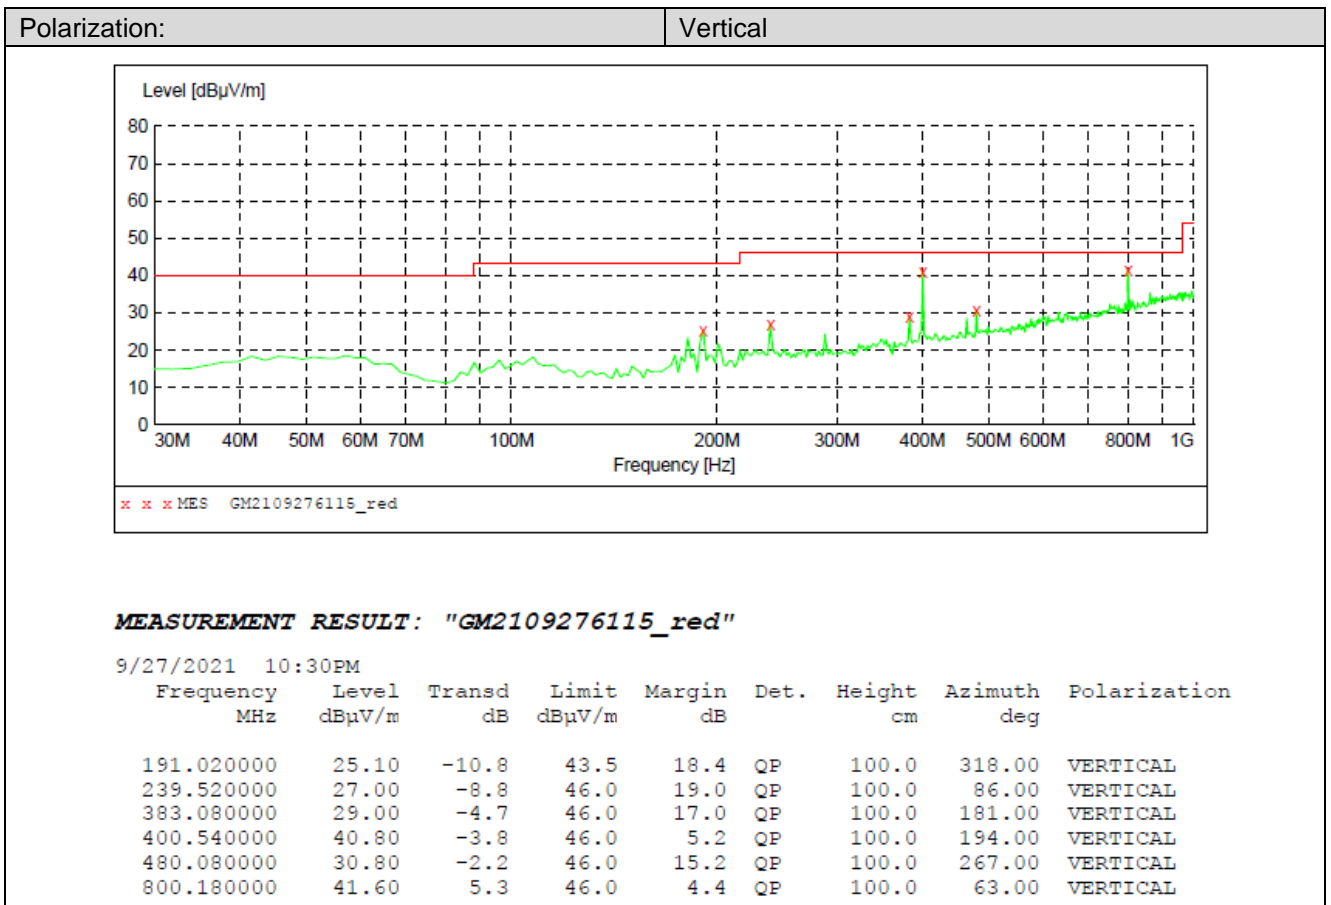 Polarization: Vertical
Level [dBµV/m]
80
70
60
50
40
30
20
10
0
30M 40M 50M 60M 70M 100M 200M 300M 400M 500M 600M 800M 1G
Frequency [Hz]
x x x MES GM2109276115_red
MEASUREMENT RESULT: "GM2109276115_red"
9/27/2021 10:30PM
Frequency Level Transd Limit Margin Det. Height Azimuth Polarization
MHz dBµV/m dB dBµV/m dB cm deg
191.020000 25.10 -10.8 43.5 18.4 QP 100.0 318.00 VERTICAL
239.520000 27.00 -8.8 46.0 19.0 QP 100.0 86.00 VERTICAL
383.080000 29.00 -4.7 46.0 17.0 QP 100.0 181.00 VERTICAL
400.540000 40.80 -3.8 46.0 5.2 QP 100.0 194.00 VERTICAL
480.080000 30.80 -2.2 46.0 15.2 QP 100.0 267.00 VERTICAL
800.180000 41.60 5.3 46.0 4.4 QP 100.0 63.00 VERTICAL